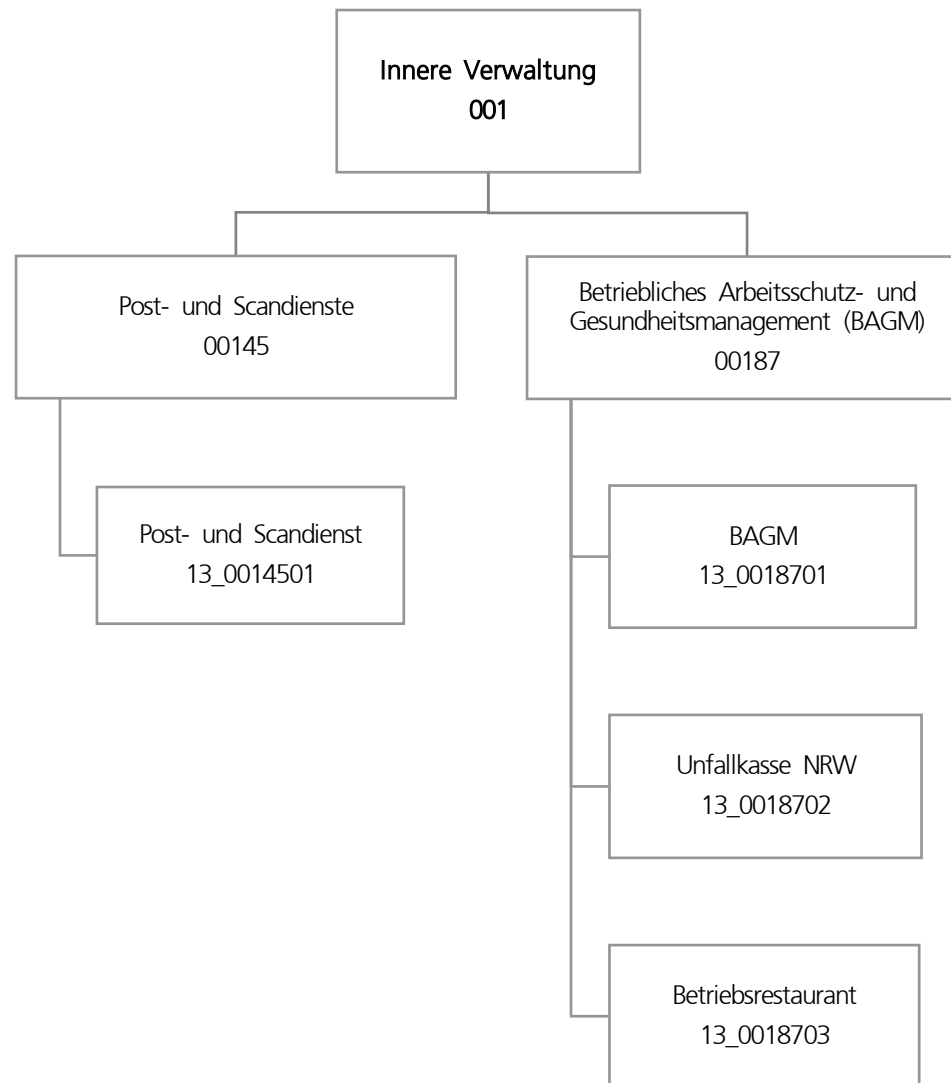 Innere Verwaltung
001
Post- und Scandienste
00145
Betriebliches Arbeitsschutz- und
Gesundheitsmanagement (BAGM)
00187
Post- und Scandienst
13_0014501
BAGM
13_0018701
Unfallkasse NRW
13_0018702
Betriebsrestaurant
13_0018703